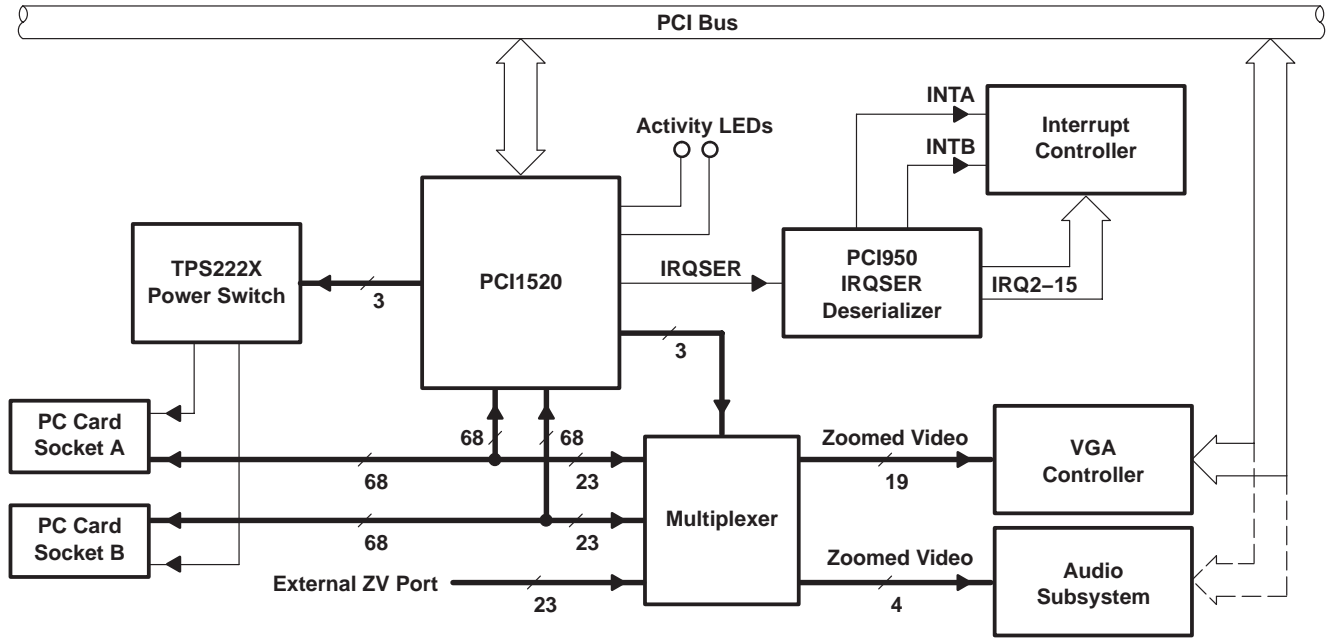 PCI Bus
Activity LEDs
INTA
INTB
Interrupt
Controller
TPS222X
Power Switch
3
PCI1520
IRQSER
PCI950
IRQSER
Deserializer
IRQ2–15
3
PC Card
Socket A
68
68
68
23
Zoomed Video
19
VGA
Controller
PC Card
Socket B
68
23
Multiplexer
External ZV Port
23
Zoomed Video
4
Audio
Subsystem